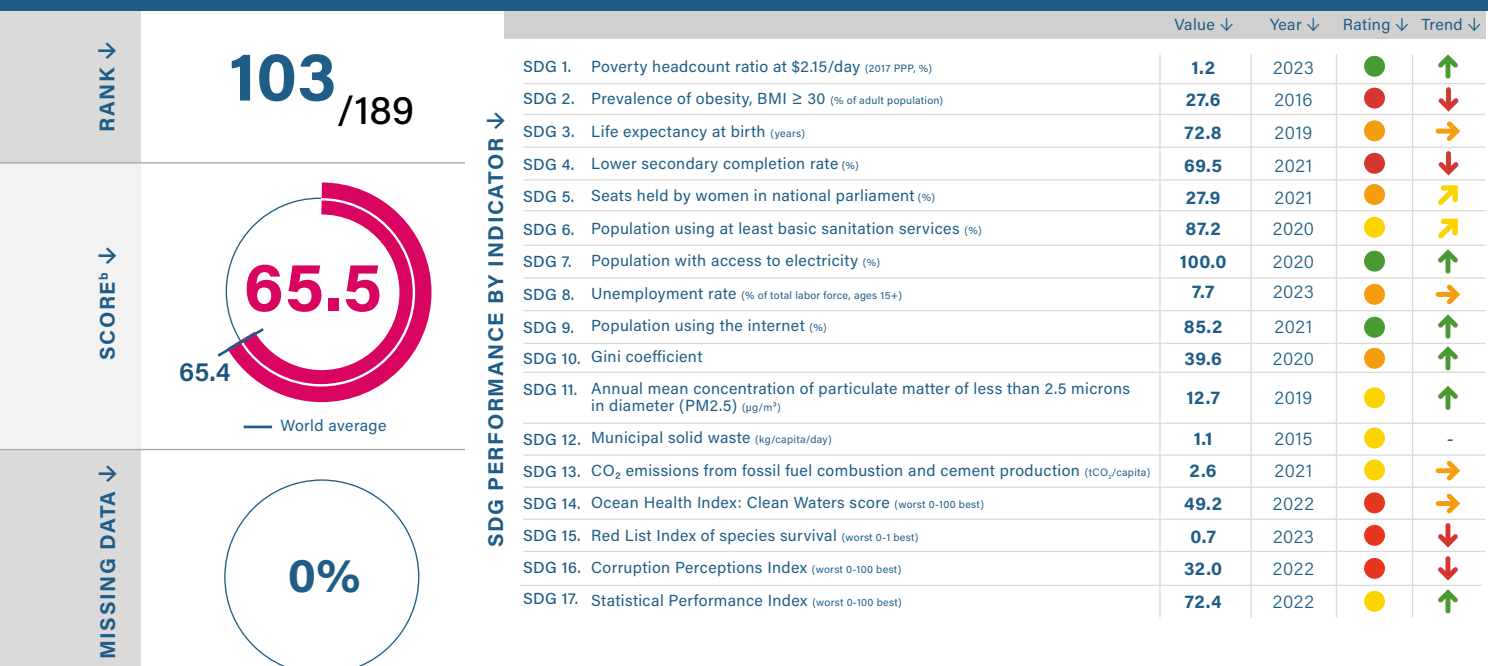 RANK →
103/189
SCOREᵇ →
65.5
65.4
— World average
MISSING DATA →
0%
SDG PERFORMANCE BY INDICATOR →
Value ↓ Year ↓ Rating ↓ Trend ↓
SDG 1. Poverty headcount ratio at $2.15/day (2017 PPP, %) 1.2 2023 ↑
SDG 2. Prevalence of obesity, BMI ≥ 30 (% of adult population) 27.6 2016 ↓
SDG 3. Life expectancy at birth (years) 72.8 2019 →
SDG 4. Lower secondary completion rate (%) 69.5 2021 ↓
SDG 5. Seats held by women in national parliament (%) 27.9 2021 ↗
SDG 6. Population using at least basic sanitation services (%) 87.2 2020 ↗
SDG 7. Population with access to electricity (%) 100.0 2020 ↑
SDG 8. Unemployment rate (% of total labor force, ages 15+) 7.7 2023 →
SDG 9. Population using the internet (%) 85.2 2021 ↑
SDG 10. Gini coefficient 39.6 2020 ↑
SDG 11. Annual mean concentration of particulate matter of less than 2.5 microns
in diameter (PM2.5) (µg/m³) 12.7 2019 ↑
SDG 12. Municipal solid waste (kg/capita/day) 1.1 2015 -
SDG 13. CO₂ emissions from fossil fuel combustion and cement production (tCO₂/capita) 2.6 2021 →
SDG 14. Ocean Health Index: Clean Waters score (worst 0-100 best) 49.2 2022 →
SDG 15. Red List Index of species survival (worst 0-1 best) 0.7 2023 ↓
SDG 16. Corruption Perceptions Index (worst 0-100 best) 32.0 2022 ↓
SDG 17. Statistical Performance Index (worst 0-100 best) 72.4 2022 ↑